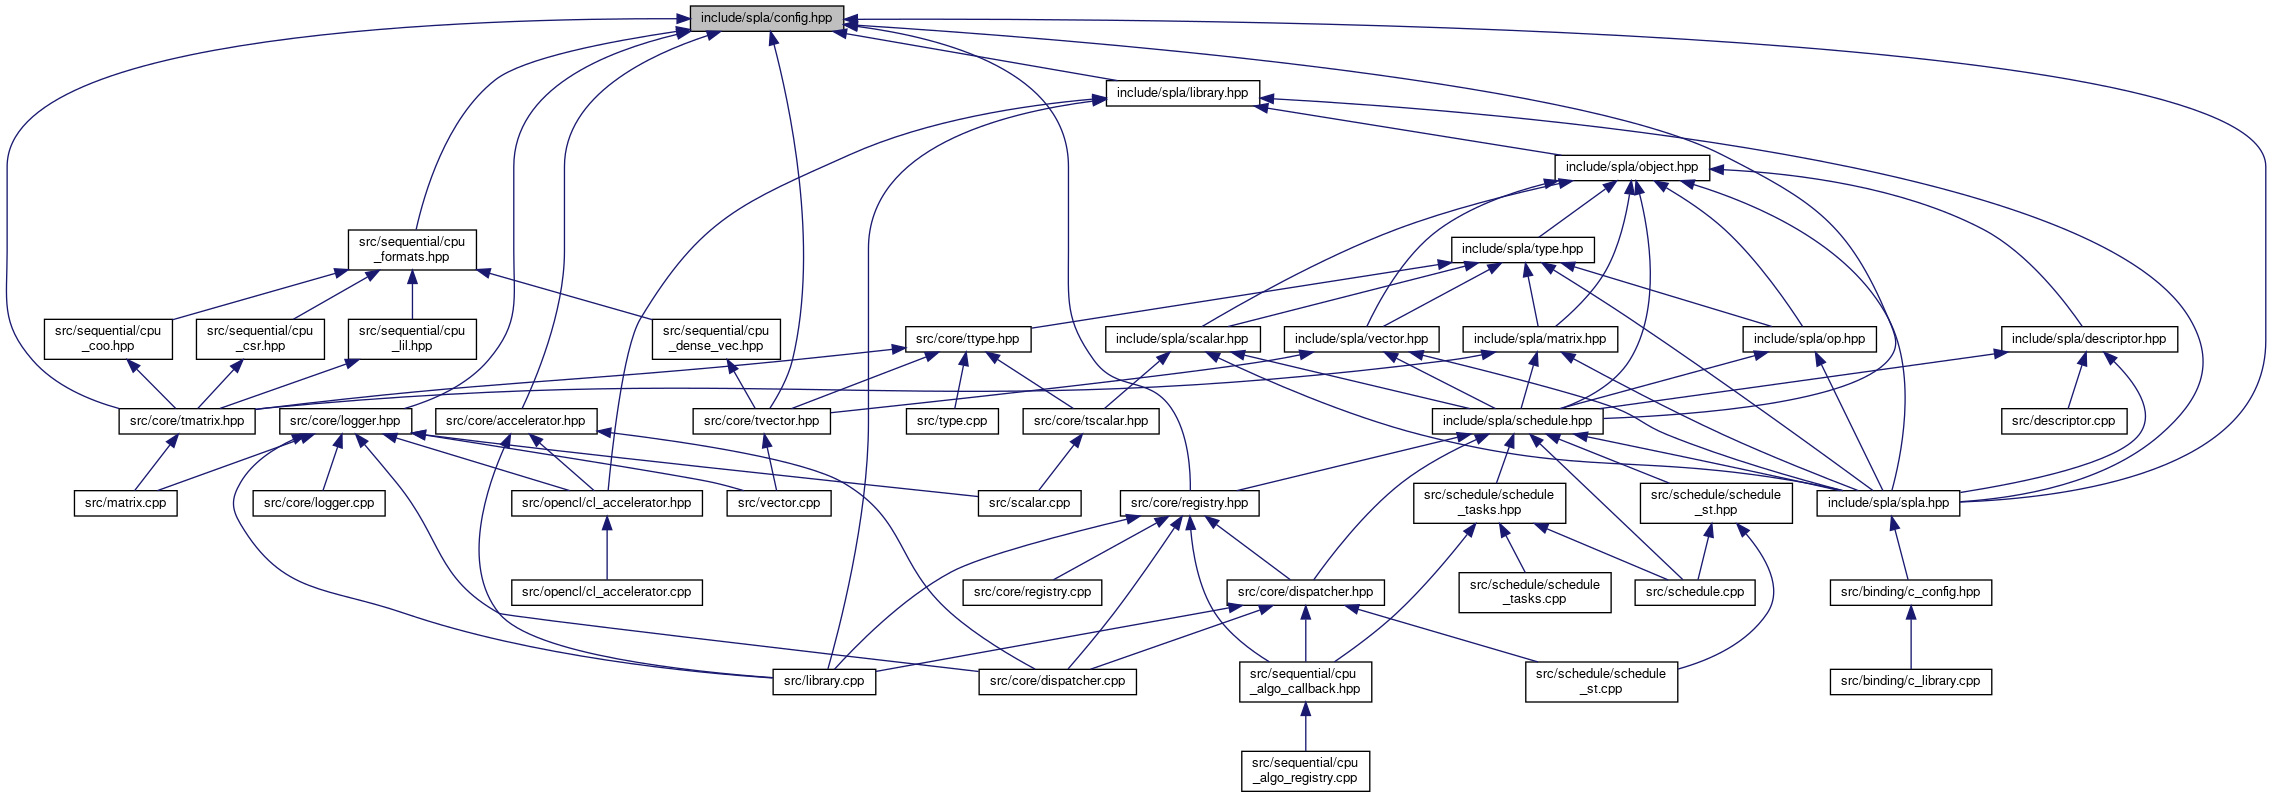 include/spla/config.hpp
include/spla/library.hpp
include/spla/object.hpp
src/sequential/cpu
_formats.hpp
include/spla/type.hpp
src/sequential/cpu
_coo.hpp
src/sequential/cpu
_csr.hpp
src/sequential/cpu
_lil.hpp
src/sequential/cpu
_dense_vec.hpp
src/core/ttype.hpp
include/spla/scalar.hpp
include/spla/vector.hpp
include/spla/matrix.hpp
include/spla/op.hpp
include/spla/descriptor.hpp
src/core/tmatrix.hpp
src/core/logger.hpp
src/core/accelerator.hpp
src/core/tvector.hpp
src/type.cpp
src/core/tscalar.hpp
include/spla/schedule.hpp
src/descriptor.cpp
src/matrix.cpp
src/core/logger.cpp
src/opencl/cl_accelerator.hpp
src/vector.cpp
src/scalar.cpp
src/core/registry.hpp
src/schedule/schedule
_tasks.hpp
src/schedule/schedule
_st.hpp
include/spla/spla.hpp
src/opencl/cl_accelerator.cpp
src/core/registry.cpp
src/core/dispatcher.hpp
src/schedule/schedule
_tasks.cpp
src/schedule.cpp
src/binding/c_config.hpp
src/library.cpp
src/core/dispatcher.cpp
src/sequential/cpu
_algo_callback.hpp
src/schedule/schedule
_st.cpp
src/binding/c_library.cpp
src/sequential/cpu
_algo_registry.cpp